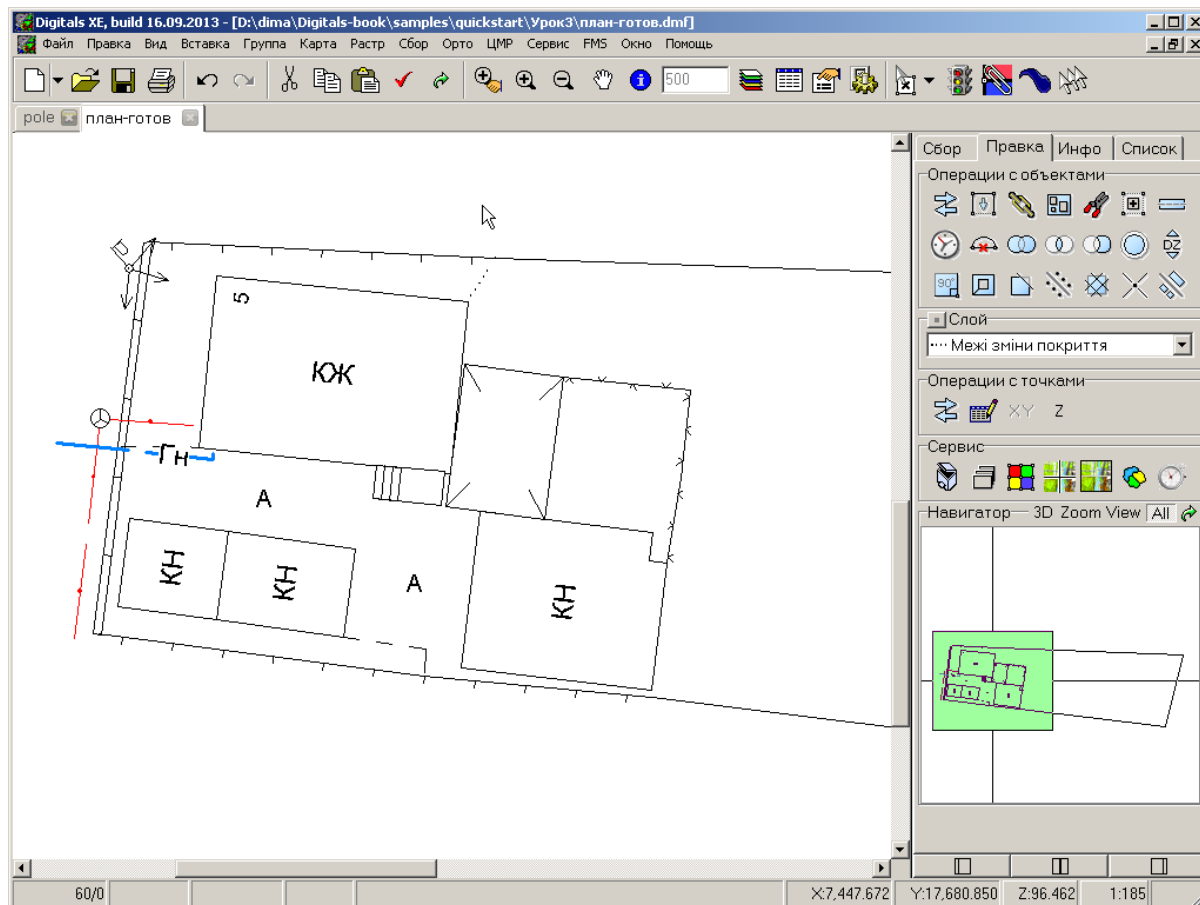 Digitals XE, build 16.09.2013 - [D:\dima\Digitals-book\samples\quickstart\Урок3\план-готов.dmf]
Файл Правка Вид Вставка Группа Карта Растр Сбор Орто ЦМР Сервис FMS Окно Помощь
500
pole план-готов
Сбор Правка Инфо Список
Операции с объектами
DZ
90°
Слой
Межі зміни покриття
Операции с точками
XY Z
Сервис
Навигатор 3D Zoom View All
5
КЖ
Гн
А
КН КН А КН
60/0 X:7,447.672 Y:17,680.850 Z:96.462 1:185